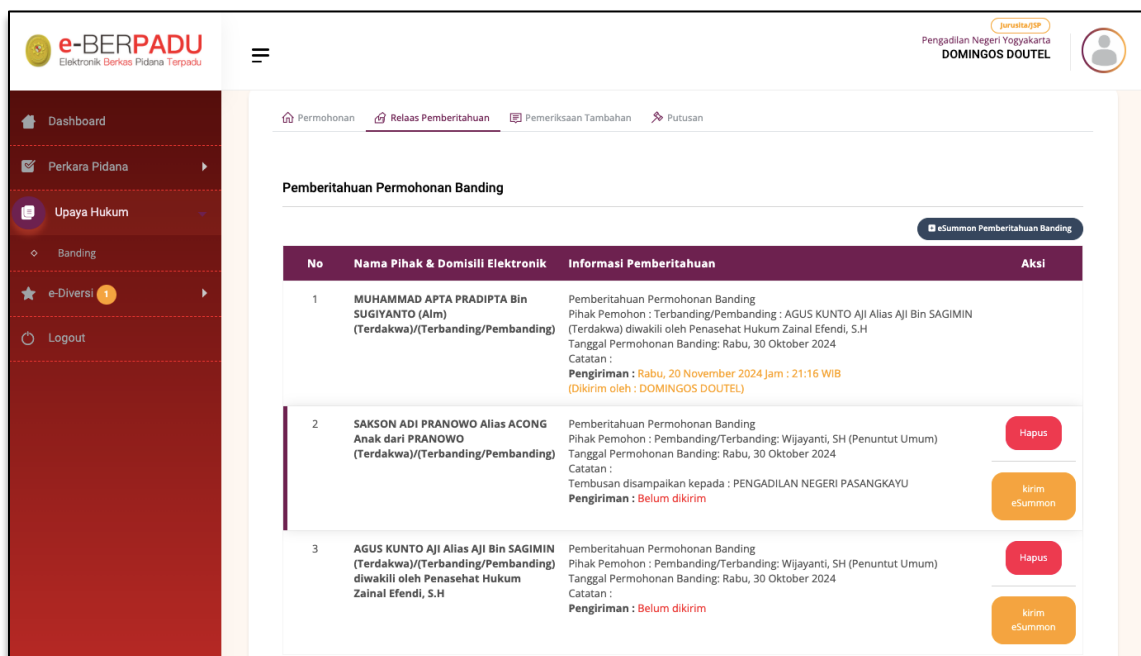 e-BERPADU
Elektronik Berkas Pidana Terpadu
Jurusita/JSP
Pengadilan Negeri Yogyakarta
DOMINGOS DOUTEL
Dashboard
Perkara Pidana
Upaya Hukum
Banding
e-Diversi 1
Logout
Permohonan Relaas Pemberitahuan Pemeriksaan Tambahan Putusan
Pemberitahuan Permohonan Banding
eSummon Pemberitahuan Banding
No Nama Pihak & Domisili Elektronik Informasi Pemberitahuan Aksi
1
MUHAMMAD APTA PRADIPTA Bin
SUGIYANTO (Alm)
(Terdakwa)/(Terbanding/Pembanding)
Pemberitahuan Permohonan Banding
Pihak Pemohon : Terbanding/Pembanding : AGUS KUNTO AJI Alias AJI Bin SAGIMIN
(Terdakwa) diwakili oleh Penasehat Hukum Zainal Efendi, S.H
Tanggal Permohonan Banding: Rabu, 30 Oktober 2024
Catatan :
Pengiriman : Rabu, 20 November 2024 Jam : 21:16 WIB
(Dikirim oleh : DOMINGOS DOUTEL)
2
SAKSON ADI PRANOWO Alias ACONG
Anak dari PRANOWO
(Terdakwa)/(Terbanding/Pembanding)
Pemberitahuan Permohonan Banding
Pihak Pemohon : Pembanding/Terbanding: Wijayanti, SH (Penuntut Umum)
Tanggal Permohonan Banding: Rabu, 30 Oktober 2024
Catatan :
Tembusan disampaikan kepada : PENGADILAN NEGERI PASANGKAYU
Pengiriman : Belum dikirim
Hapus
kirim
eSummon
3
AGUS KUNTO AJI Alias AJI Bin SAGIMIN
(Terdakwa)/(Terbanding/Pembanding)
diwakili oleh Penasehat Hukum
Zainal Efendi, S.H
Pemberitahuan Permohonan Banding
Pihak Pemohon : Pembanding/Terbanding: Wijayanti, SH (Penuntut Umum)
Tanggal Permohonan Banding: Rabu, 30 Oktober 2024
Catatan :
Pengiriman : Belum dikirim
Hapus
kirim
eSummon